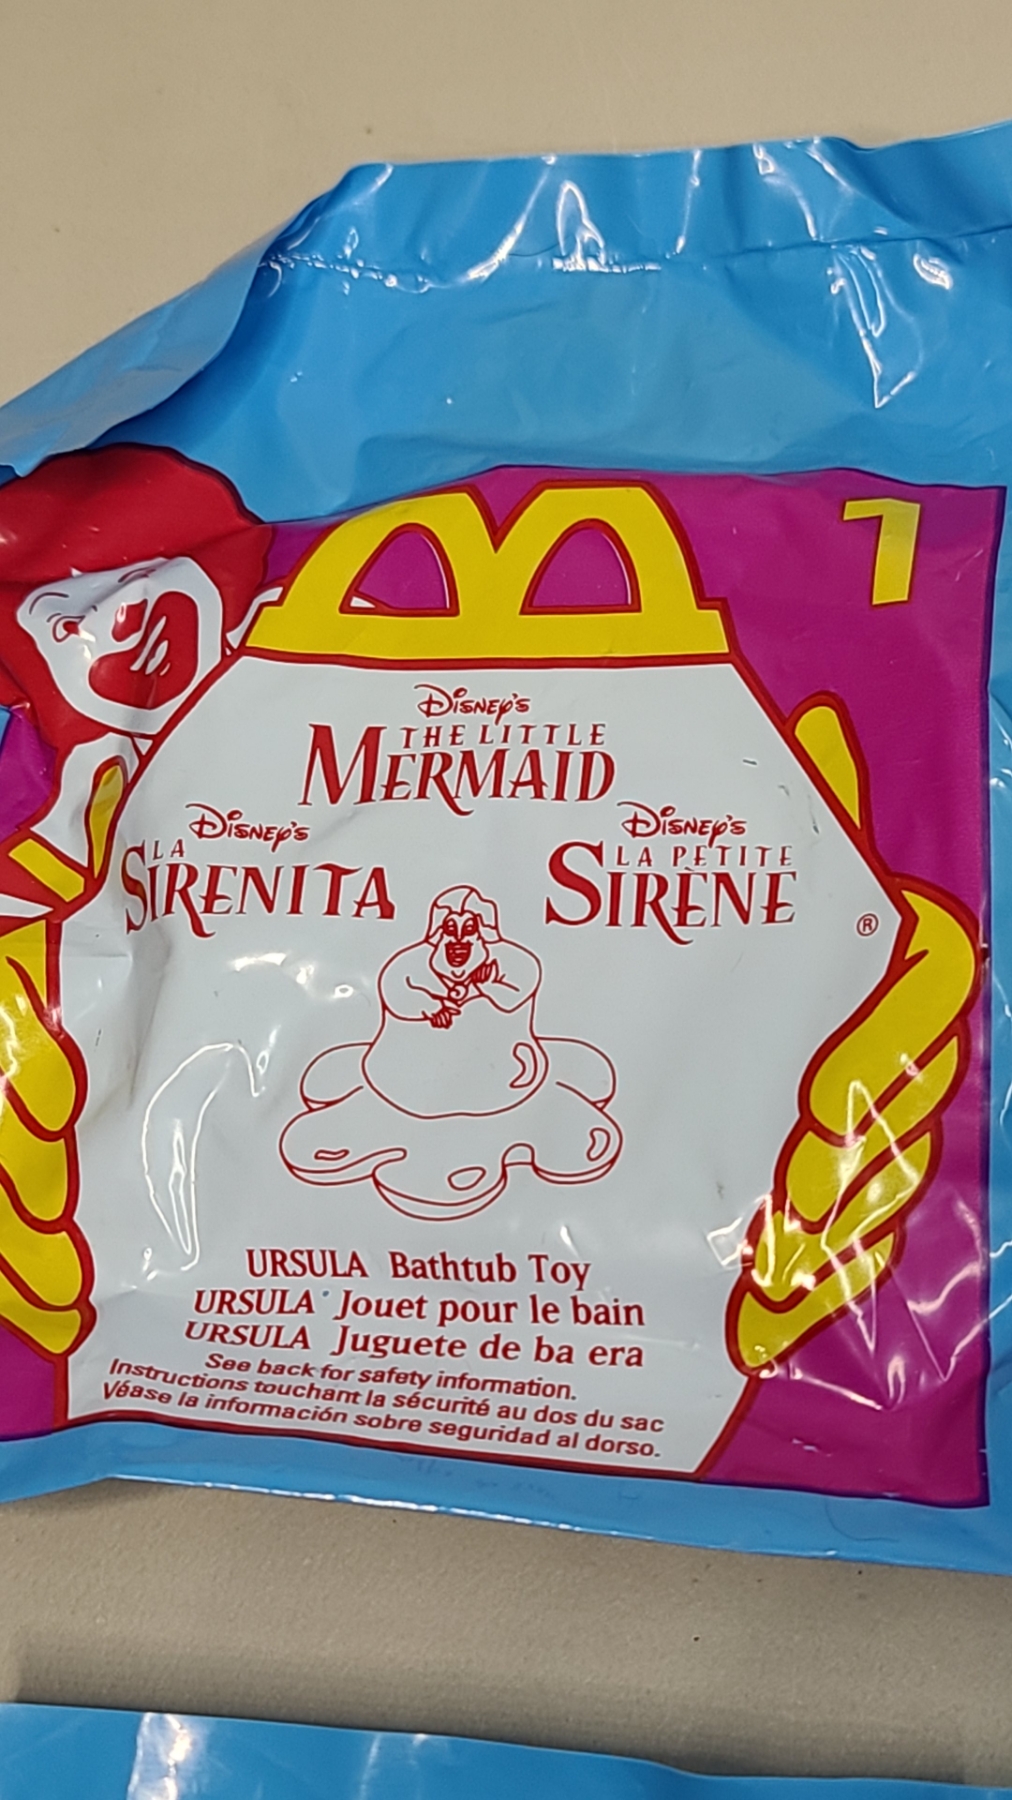 1
Disney's
THE LITTLE
MERMAID
Disney's
LA
SIRENITA
Disney's
LA PETITE
SIRÈNE
®
URSULA Bathtub Toy
URSULA Jouet pour le bain
URSULA Juguete de ba era
See back for safety information.
Instructions touchant la sécurité au dos du sac
Véase la información sobre seguridad al dorso.